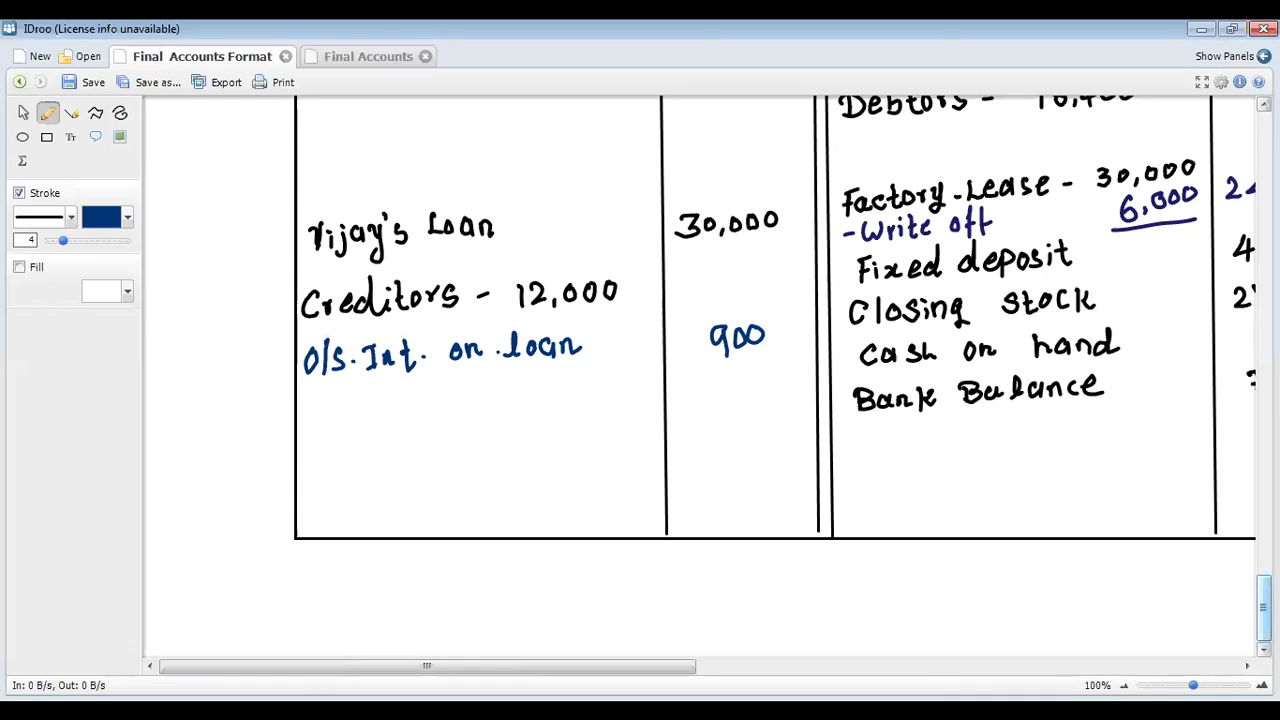 IDroo (License info unavailable)
New Open Final Accounts Format Final Accounts Show Panels
Save Save as... Export Print
Stroke
4
Fill
Debtors -
Factory Lease - 30,000
- Write off 6,000
Vijay's Loan 30,000
Fixed deposit 4
Creditors - 12,000
Closing stock
O/S. Int. on loan 900
Cash on hand
Bank Balance
In: 0 B/s, Out: 0 B/s 100%